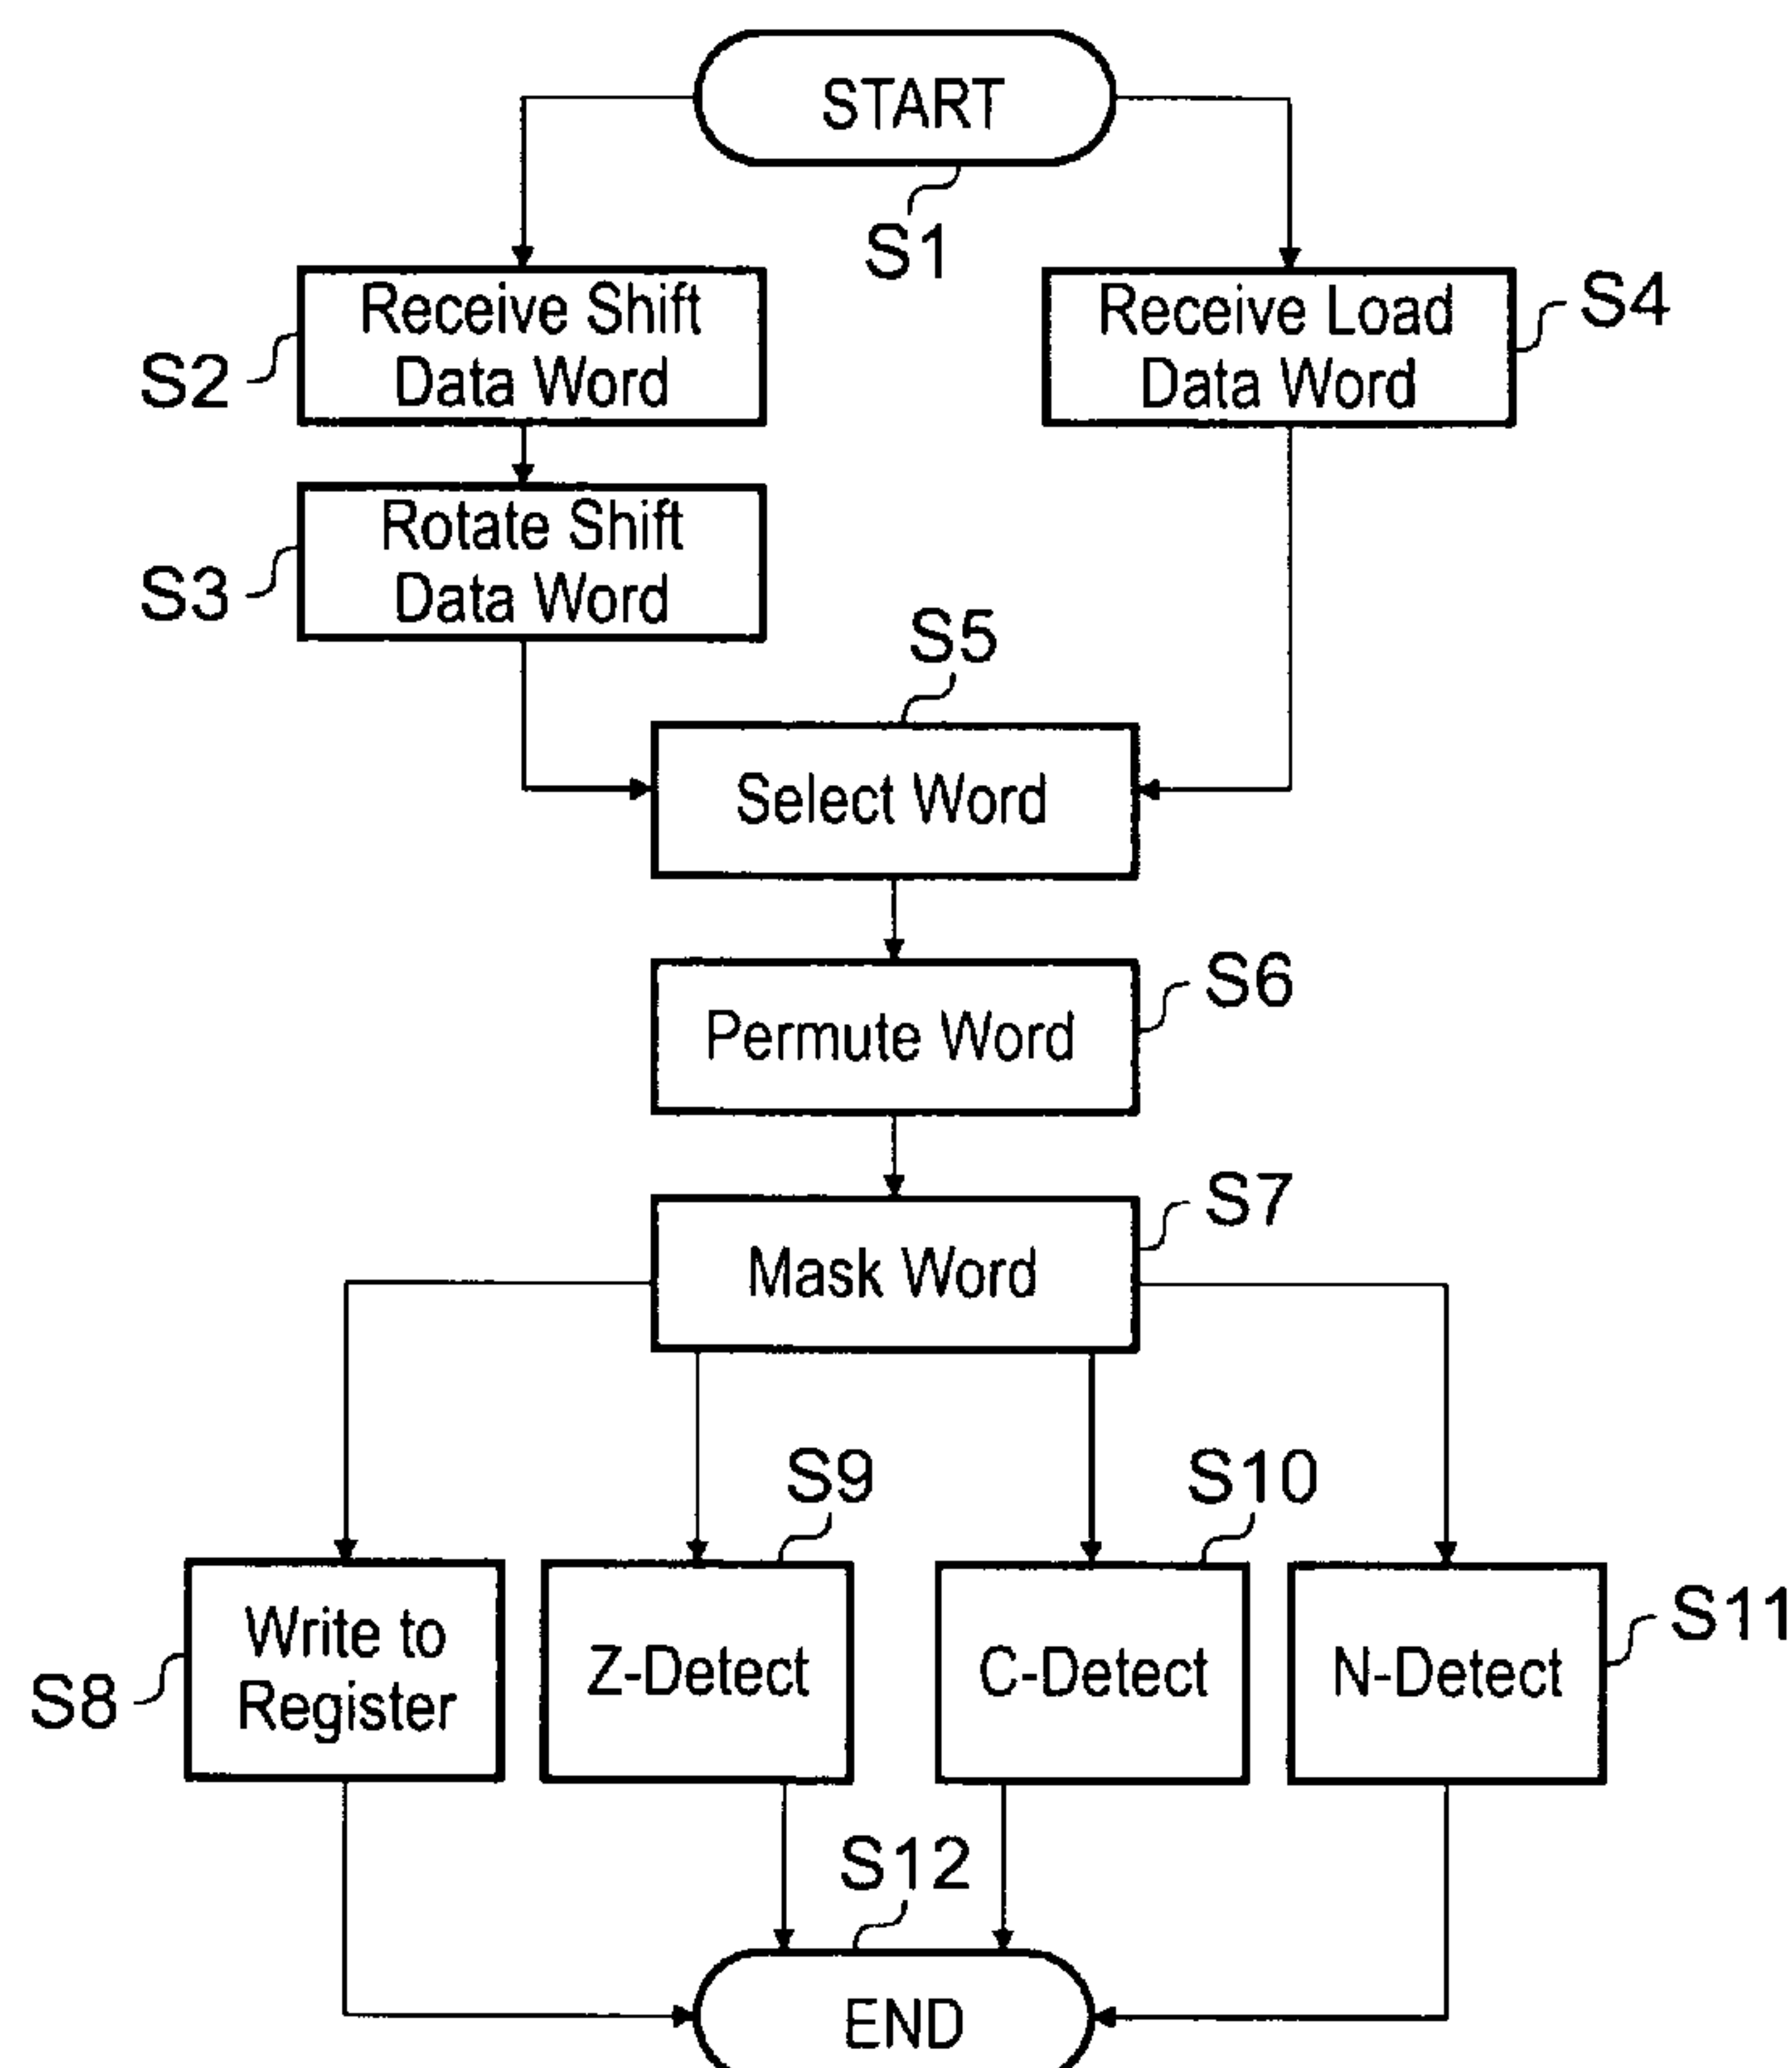 START
S1
Receive Shift
Data Word
S2
Receive Load
Data Word
S4
Rotate Shift
Data Word
S3
S5
Select Word
Permute Word
S6
Mask Word
S7
Write to
Register
S8
S9
Z-Detect
S10
C-Detect
N-Detect
S11
S12
END